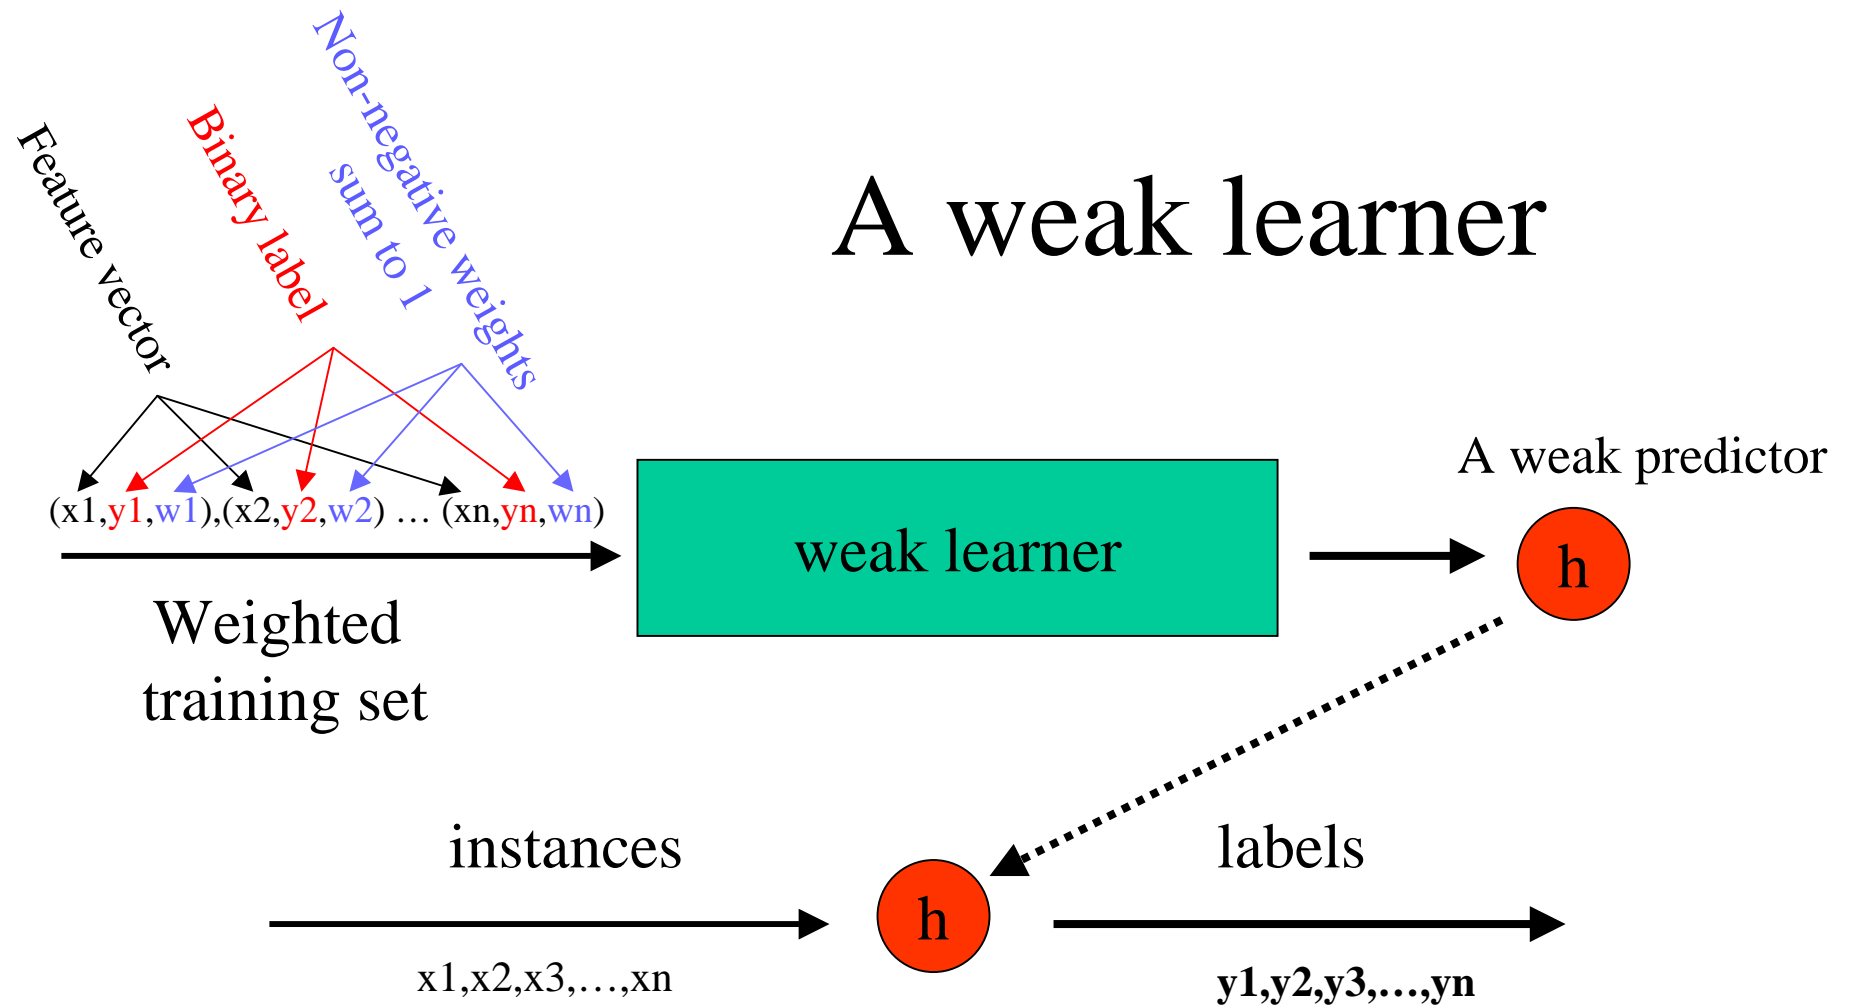 A weak learner
Feature vector
Binary label
Non-negative weights
sum to 1
(x1,y1,w1),(x2,y2,w2) … (xn,yn,wn)
Weighted
training set
weak learner
A weak predictor
h
instances
x1,x2,x3,…,xn
h
labels
y1,y2,y3,…,yn